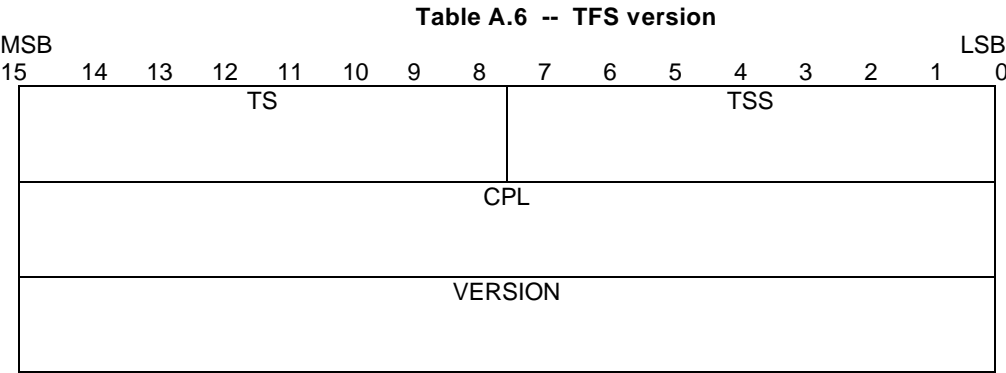 Table A.6 -- TFS version
MSB LSB
15 14 13 12 11 10 9 8 7 6 5 4 3 2 1 0
TS TSS
CPL
VERSION